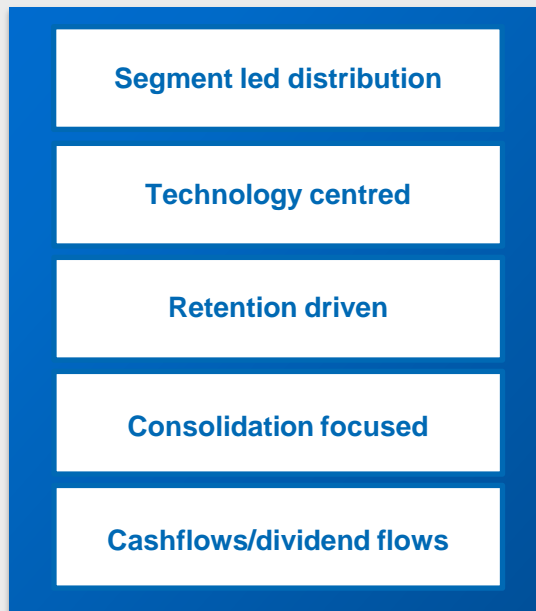 Segment led distribution
Technology centred
Retention driven
Consolidation focused
Cashflows/dividend flows